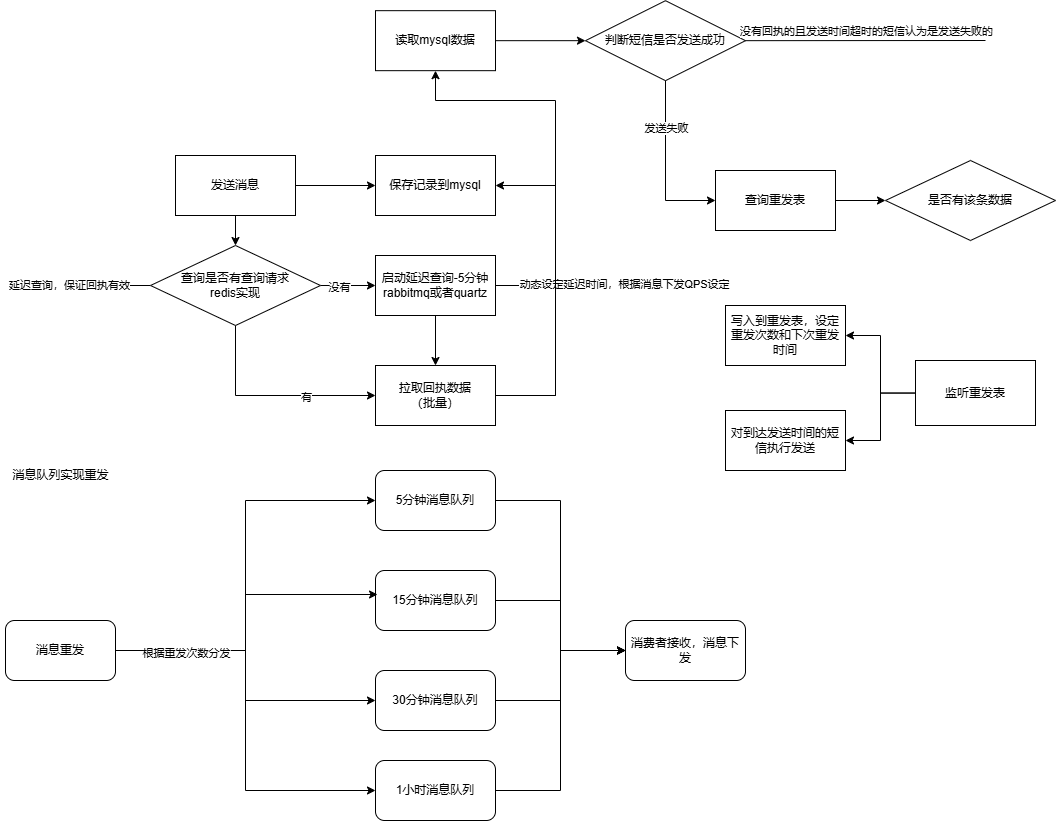 读取mysql数据
判断短信是否发送成功
没有回执的且发送时间超时的短信认为是发送失败的
发送失败
发送消息
保存记录到mysql
查询重发表
是否有该条数据
延迟查询，保证回执有效
查询是否有查询请求
redis实现
没有
启动延迟查询-5分钟
rabbitmq或者quartz
动态设定延迟时间，根据消息下发QPS设定
写入到重发表，设定
重发次数和下次重发
时间
监听重发表
有
拉取回执数据
（批量）
对到达发送时间的短
信执行发送
消息队列实现重发
5分钟消息队列
15分钟消息队列
消息重发
根据重发次数分发
消费者接收，消息下
发
30分钟消息队列
1小时消息队列